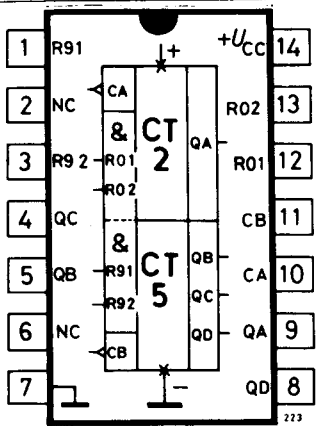 1 R91 + +UCC 14
2 NC CA R02 13
& CT 2 QA
3 R92 R01 R01 12
R02
4 QC CB 11
& CT 5 QB
5 QB R91 CA 10
R92 QC
6 NC QD QA 9
CB
7 − QD 8
223